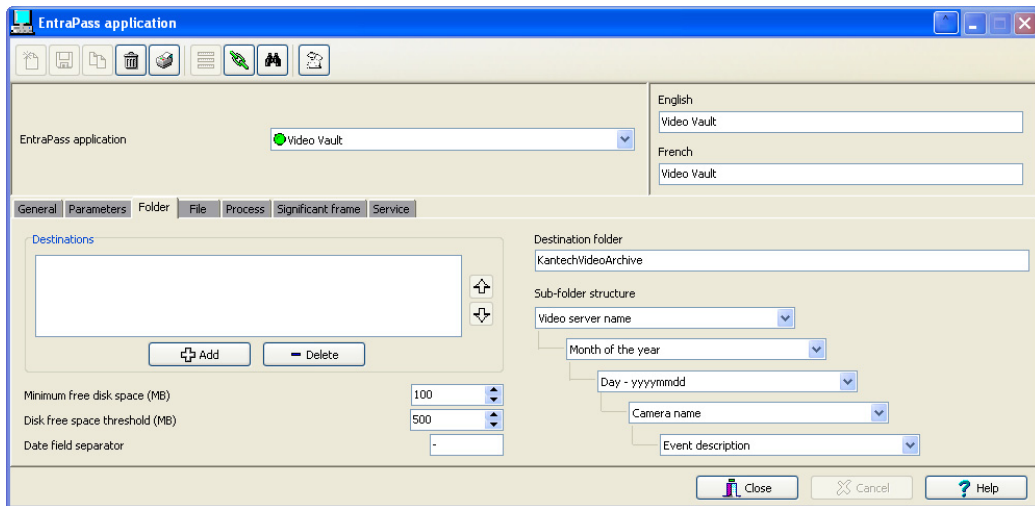 EntraPass application
English
Video Vault
EntraPass application
Video Vault
French
Video Vault
General Parameters Folder File Process Significant frame Service
Destinations
Add
Delete
Minimum free disk space (MB)
100
Disk free space threshold (MB)
500
Date field separator
-
Destination folder
KantechVideoArchive
Sub-folder structure
Video server name
Month of the year
Day - yyyymmdd
Camera name
Event description
Close
Cancel
Help